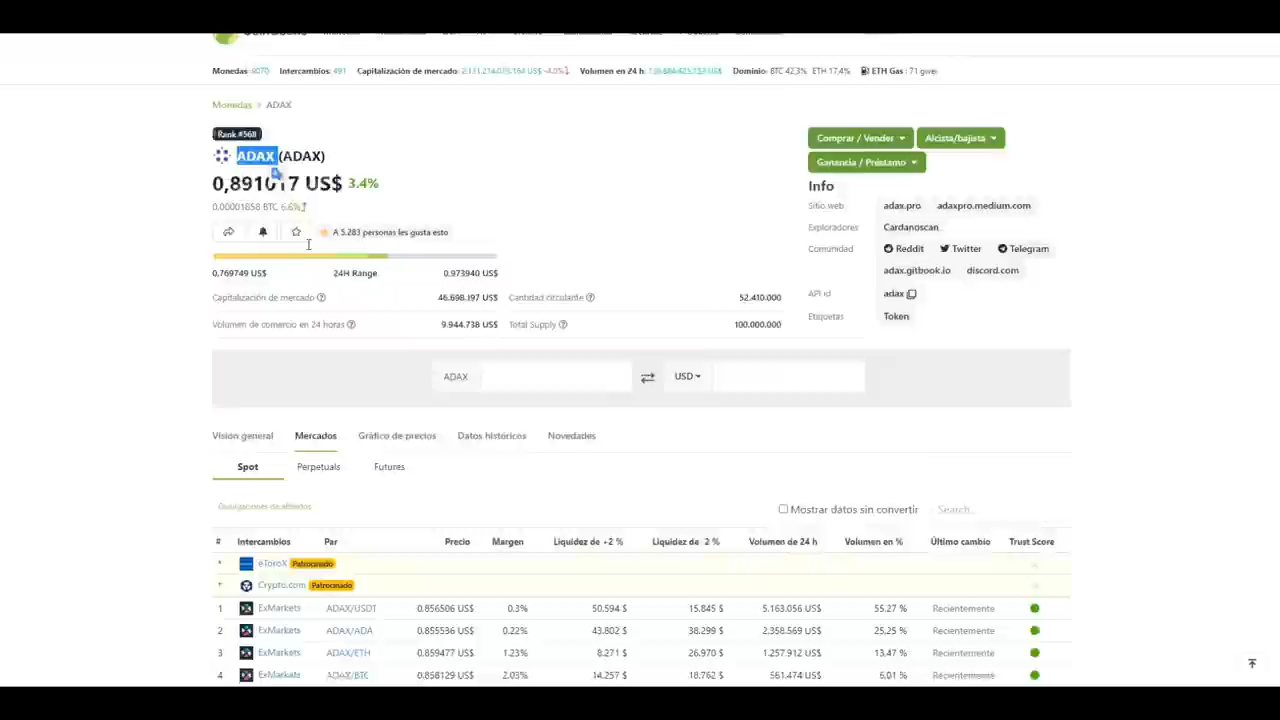 Monedas: 8070 Intercambios: 491 Capitalización de mercado: Volumen en 24 h: Dominio: BTC 42,3% ETH 17,4% ETH Gas: 71 gwei
Monedas > ADAX
Rank #568
ADAX (ADAX)
US$ 3.4%
0,00001858 BTC 6.6%
A 5.283 personas les gusta esto
0,769749 US$ 24H Range 0,973940 US$
Capitalización de mercado 46.698.197 US$ Cantidad circulante 52.410.000
Volumen de comercio en 24 horas 9.944.738 US$ Total Supply 100.000.000
Comprar / Vender Alcista/bajista
Ganancia / Préstamo
Info
Sitio web adax.pro adaxpro.medium.com
Exploradores Cardanoscan
Comunidad Reddit Twitter Telegram
adax.gitbook.io discord.com
API id adax
Etiquetas Token
ADAX USD
Visión general Mercados Gráfico de precios Datos históricos Novedades
Spot Perpetuals Futures
Divulgaciones de afiliados
Mostrar datos sin convertir Search...
# Intercambios Par Precio Margen Liquidez de +2 % Liquidez de -2 % Volumen de 24 h Volumen en % Último cambio Trust Score
* eToroX Patrocinado
* Crypto.com Patrocinado
1 ExMarkets ADAX/USDT 0.856506 US$ 0.3% 50.594 $ 15.845 $ 5.163.056 US$ 55.27 % Recientemente
2 ExMarkets ADAX/ADA 0.855536 US$ 0.22% 43.802 $ 38.299 $ 2.358.569 US$ 25,25 % Recientemente
3 ExMarkets ADAX/ETH 0.859477 US$ 1.23% 8.271 $ 26.970 $ 1.257.912 US$ 13,47 % Recientemente
4 ExMarkets ADAX/BTC 0.858129 US$ 2.03% 14.257 $ 18.762 $ 561.474 US$ 6,01 % Recientemente